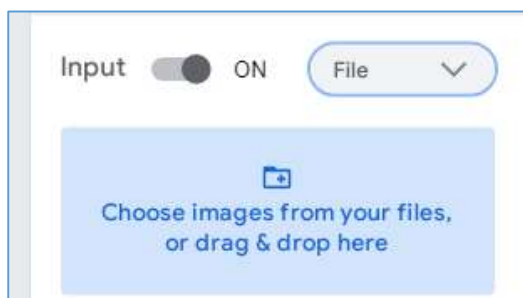 Input ON File
Choose images from your files,
or drag & drop here